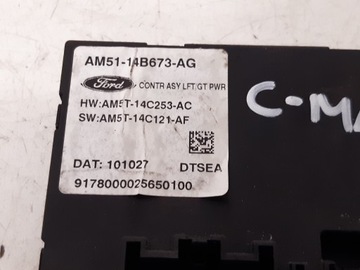 AM51-14B673-AG
Ford CONTR ASY LFT/GT PWR
HW:AM5T-14C253-AC
SW:AM5T-14C121-AF
DAT: 101027 DTSEA
9178000025650100
C-MA